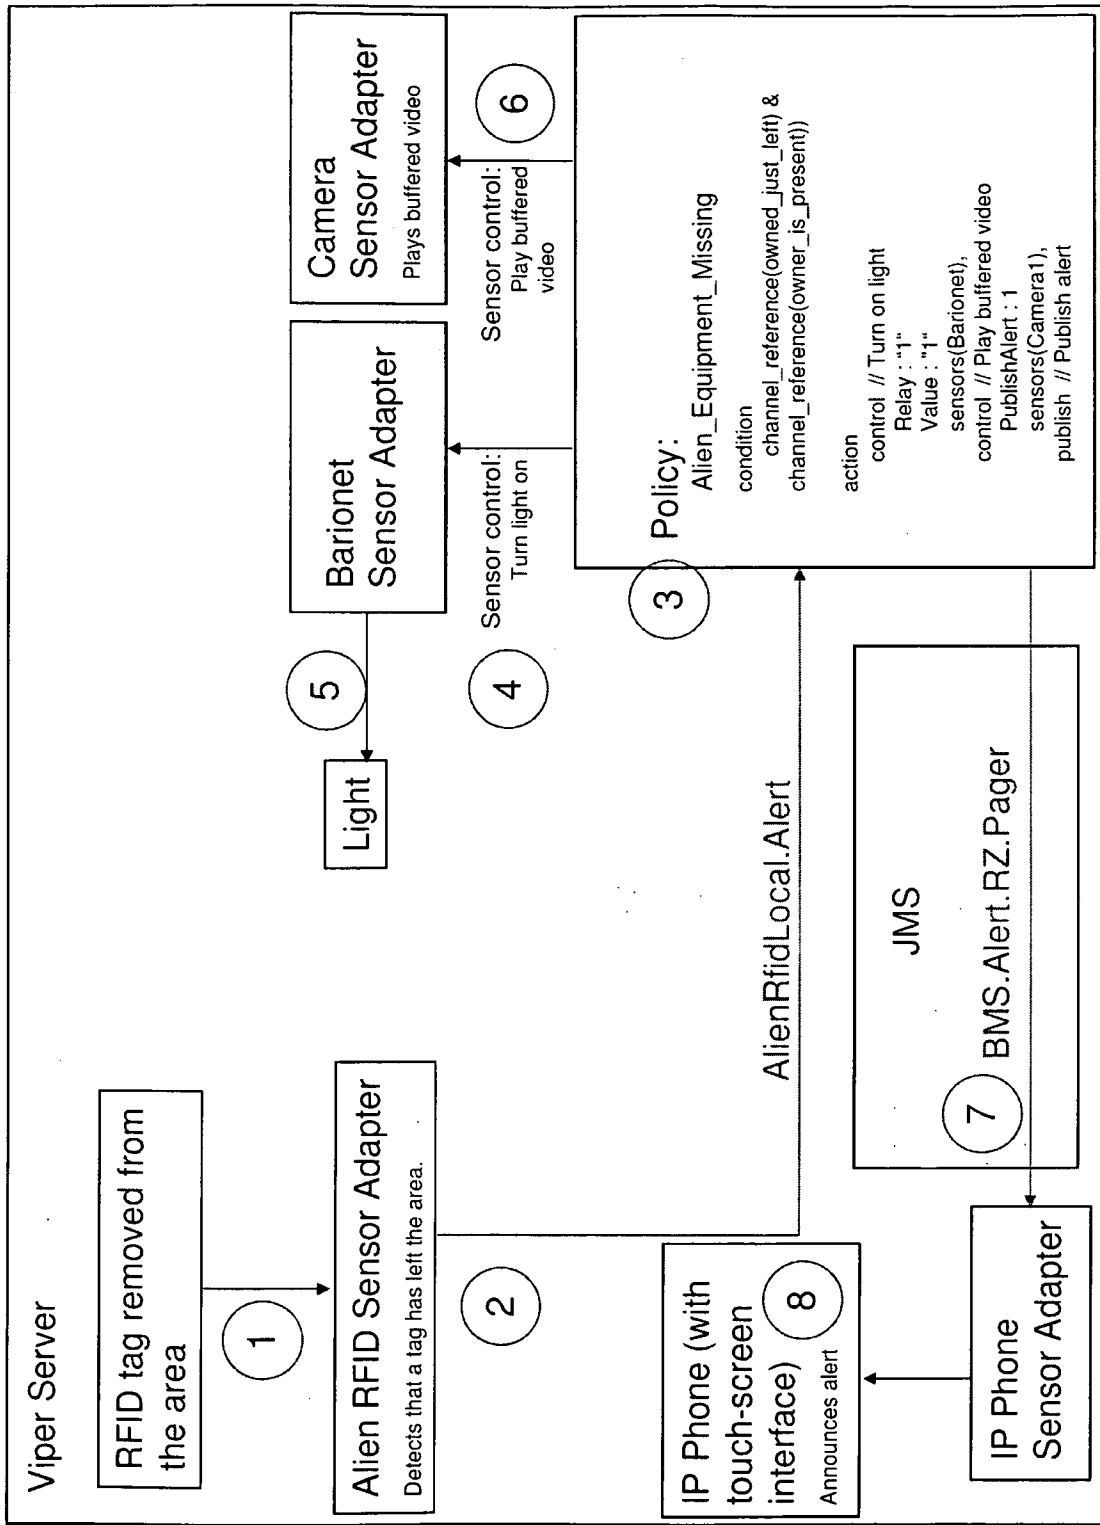 Viper Server
RFID tag removed from
the area
1
Alien RFID Sensor Adapter
Detects that a tag has left the area.
2
AlienRfidLocal.Alert
3
Policy:
Alien_Equipment_Missing
condition
channel_reference(owned_just_left) &
channel_reference(owner_is_present))
action
control // Turn on light
Relay : "1"
Value : "1"
sensors(Barionet),
control // Play buffered video
PublishAlert : 1
sensors(Camera1),
publish // Publish alert
Sensor control:
Turn light on
4
Barionet
Sensor Adapter
5
Light
Sensor control:
Play buffered
video
6
Camera
Sensor Adapter
Plays buffered video
JMS
7
BMS.Alert.RZ.Pager
IP Phone
Sensor Adapter
IP Phone (with
touch-screen
interface)
8
Announces alert